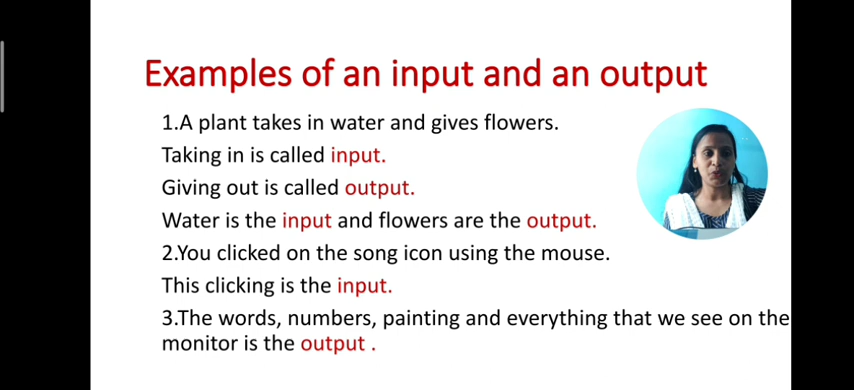 Examples of an input and an output
1.A plant takes in water and gives flowers.
Taking in is called input.
Giving out is called output.
Water is the input and flowers are the output.
2.You clicked on the song icon using the mouse.
This clicking is the input.
3.The words, numbers, painting and everything that we see on the
monitor is the output .